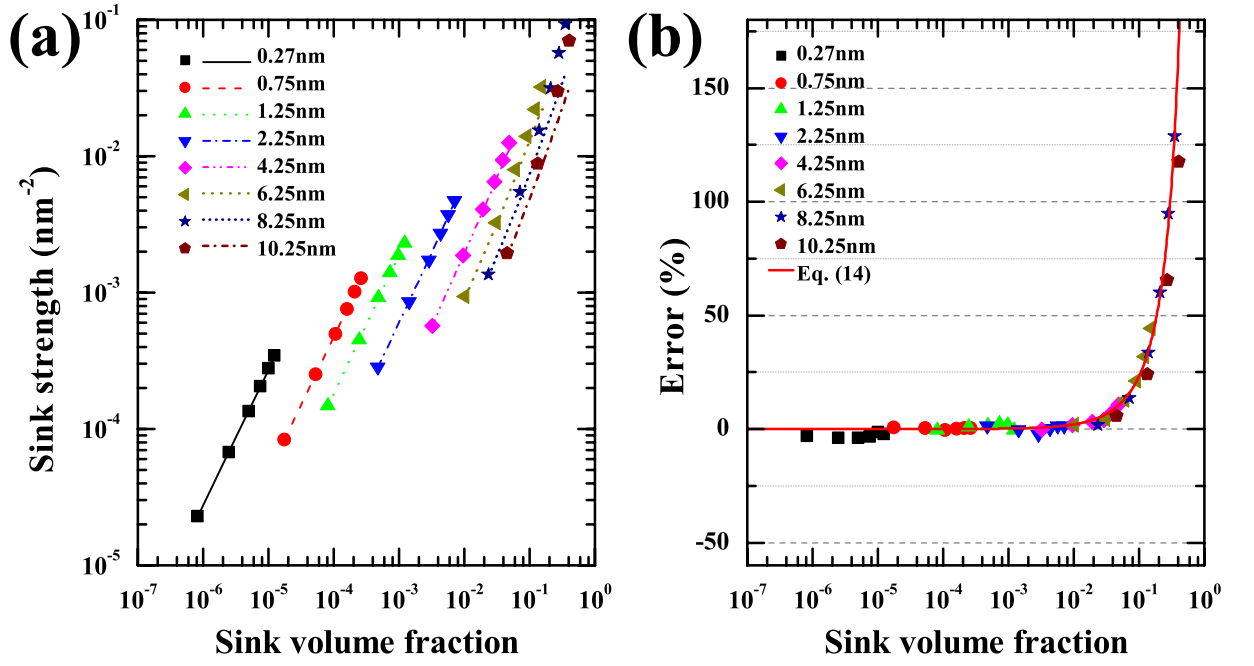 (a)
10^-1
10^-2
10^-3
10^-4
10^-5
Sink strength (nm^-2)
0.27nm
0.75nm
1.25nm
2.25nm
4.25nm
6.25nm
8.25nm
10.25nm
10^-7 10^-6 10^-5 10^-4 10^-3 10^-2 10^-1 10^0
Sink volume fraction
(b)
150
100
50
0
-50
Error (%)
0.27nm
0.75nm
1.25nm
2.25nm
4.25nm
6.25nm
8.25nm
10.25nm
Eq. (14)
10^-7 10^-6 10^-5 10^-4 10^-3 10^-2 10^-1 10^0
Sink volume fraction